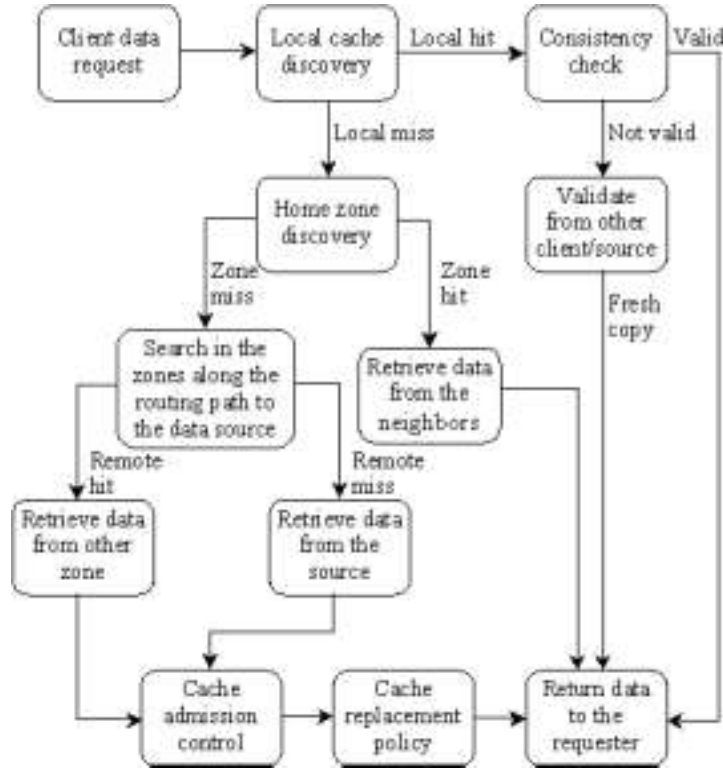 Client data
request
Local cache
discovery
Local hit
Consistency
check
Valid
Local miss
Not valid
Home zone
discovery
Validate
from other
client/source
Zone
miss
Zone
hit
Fresh
copy
Search in the
zones along the
routing path to
the data source
Retrieve data
from the
neighbors
Remote
hit
Remote
miss
Retrieve data
from other
zone
Retrieve data
from the
source
Cache
admission
control
Cache
replacement
policy
Return data
to the
requester